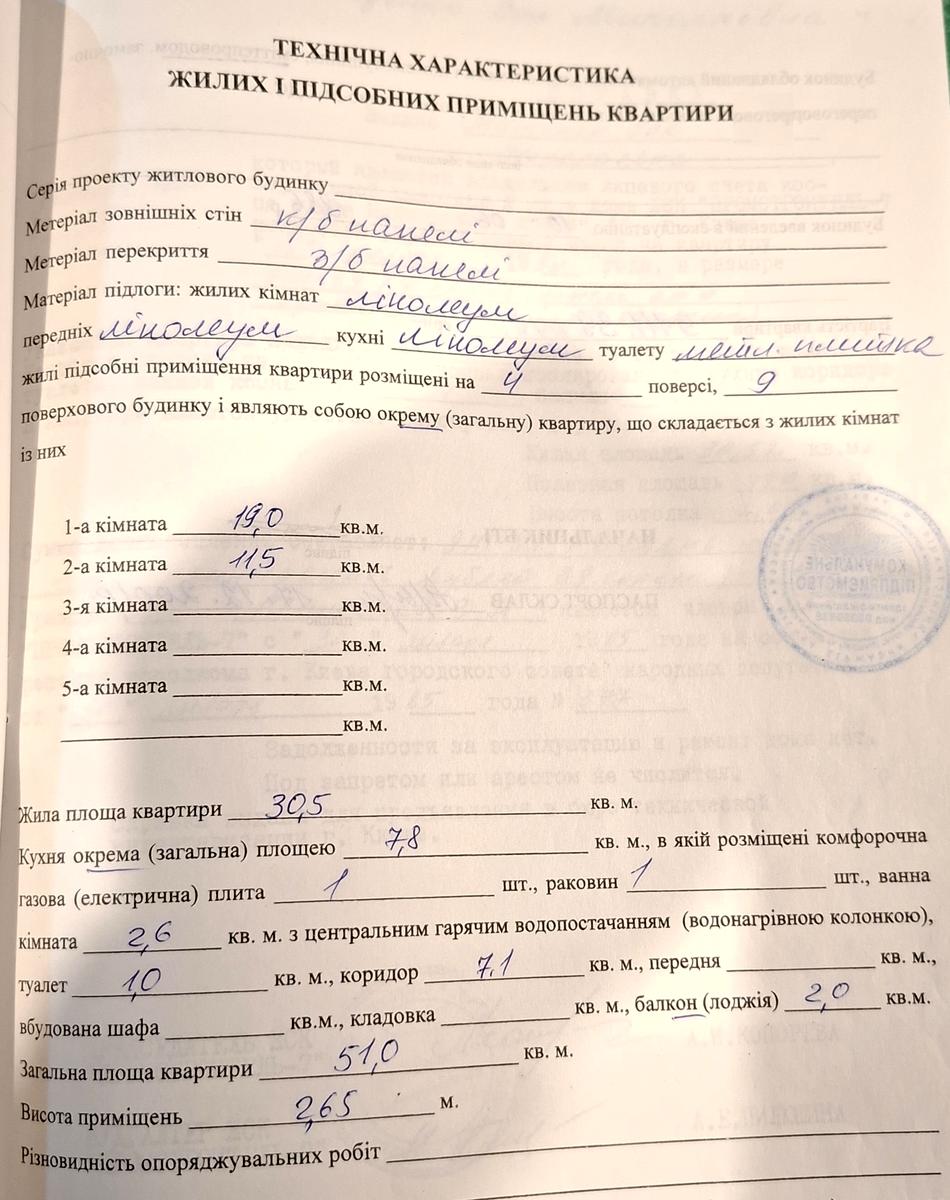 ТЕХНІЧНА ХАРАКТЕРИСТИКА
ЖИЛИХ І ПІДСОБНИХ ПРИМІЩЕНЬ КВАРТИРИ
Серія проекту житлового будинку
Метеріал зовнішніх стін к/б панелі
Метеріал перекриття з/б панелі
Матеріал підлоги: жилих кімнат лінолеум
передніх лінолеум кухні лінолеум туалету метл. плитка
жилі підсобні приміщення квартири розміщені на 4 поверсі, 9
поверхового будинку і являють собою окрему (загальну) квартиру, що складається з жилих кімнат
із них
1-а кімната 19,0 кв.м.
2-а кімната 11,5 кв.м.
3-я кімната кв.м.
4-а кімната кв.м.
5-а кімната кв.м.
кв.м.
Жила площа квартири 30,5 кв. м.
Кухня окрема (загальна) площею 7,8 кв. м., в якій розміщені комфорочна
газова (електрична) плита 1 шт., раковин 1 шт., ванна
кімната 2,6 кв. м. з центральним гарячим водопостачанням (водонагрівною колонкою),
туалет 1,0 кв. м., коридор 7.1 кв. м., передня кв. м.,
вбудована шафа кв.м., кладовка кв. м., балкон (лоджія) 2,0 кв.м.
Загальна площа квартири 51,0 кв. м.
Висота приміщень 2,65 м.
Різновидність опоряджувальних робіт